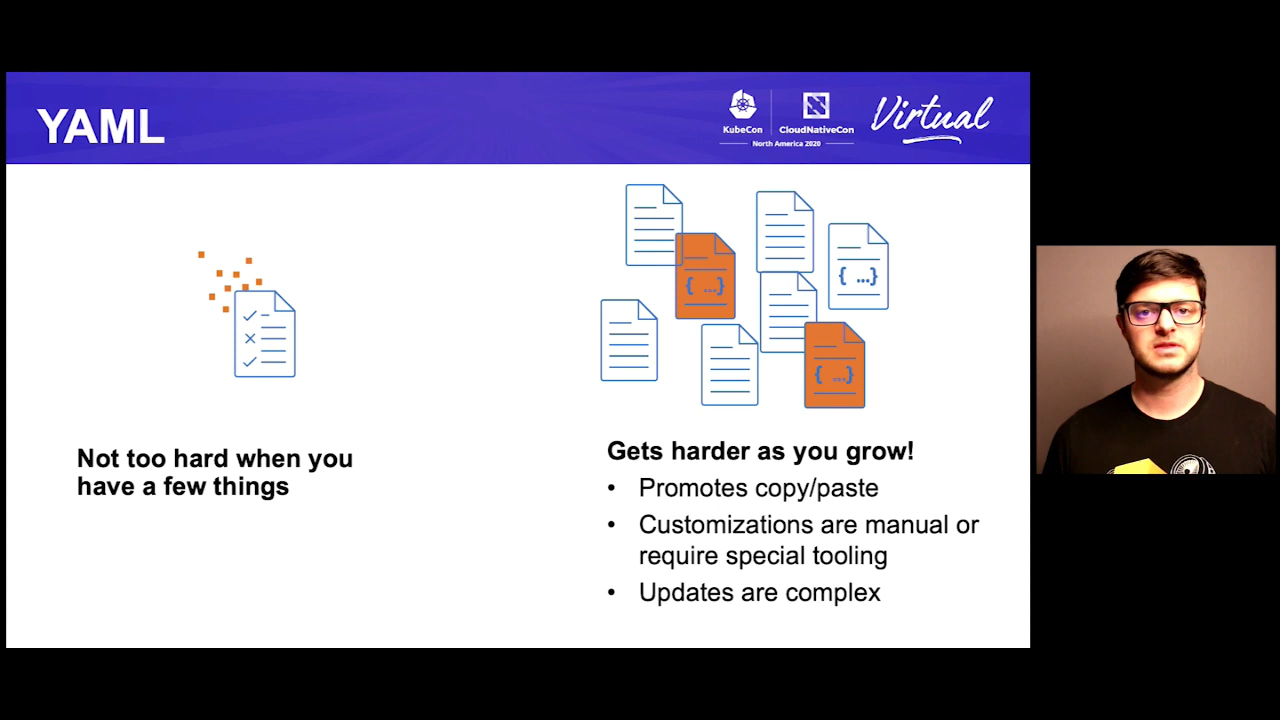 YAML
KubeCon
CloudNativeCon
North America 2020
Virtual
{ ... }
{ ... }
{ ... }
Not too hard when you
have a few things
Gets harder as you grow!
• Promotes copy/paste
• Customizations are manual or
require special tooling
• Updates are complex